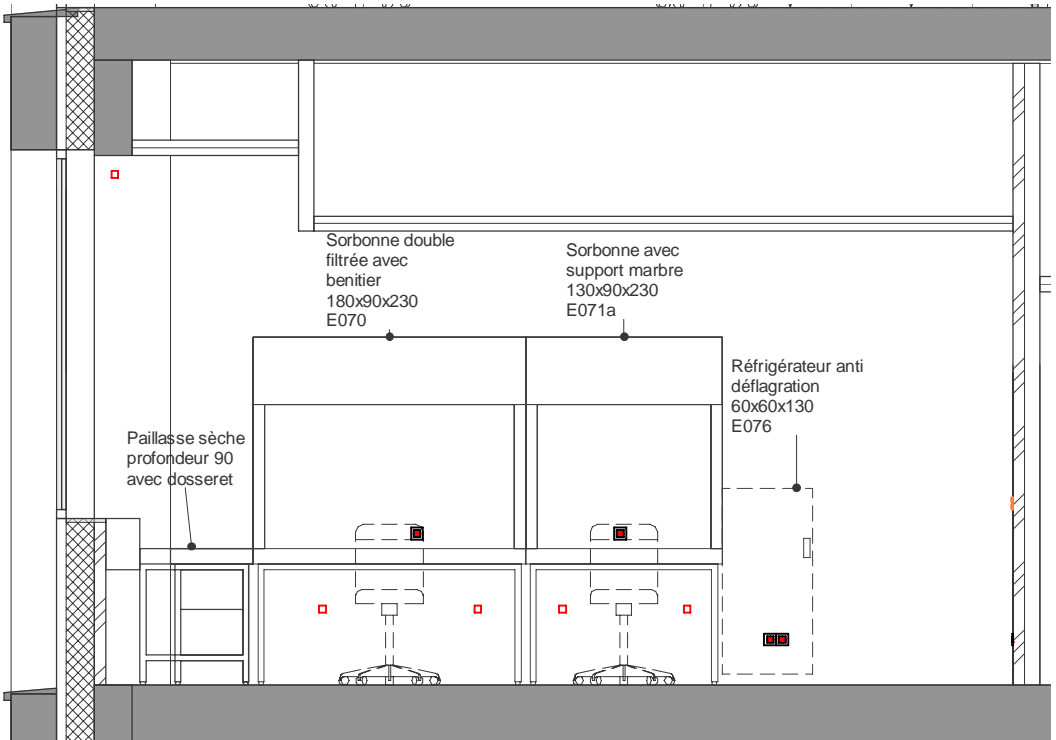 Sorbonne double
filtrée avec
benitier
180x90x230
E070
Sorbonne avec
support marbre
130x90x230
E071a
Réfrigérateur anti
déflagration
60x60x130
E076
Paillasse sèche
profondeur 90
avec dosseret